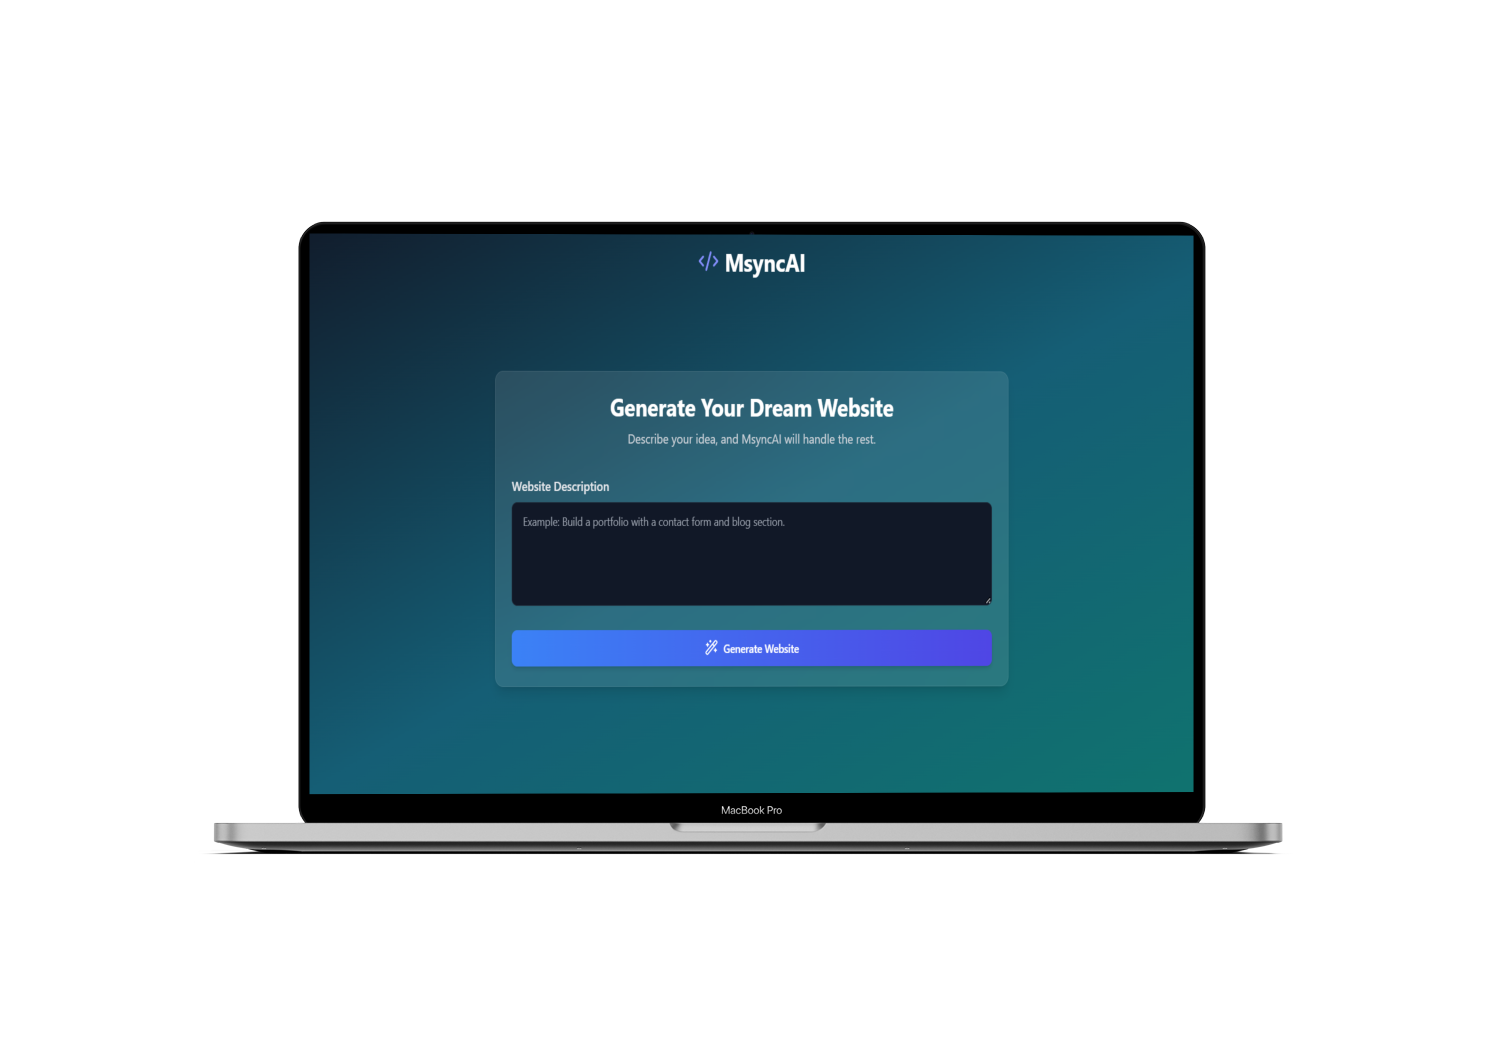 </> MsyncAI
Generate Your Dream Website
Describe your idea, and MsyncAI will handle the rest.
Website Description
Example: Build a portfolio with a contact form and blog section.
Generate Website
MacBook Pro